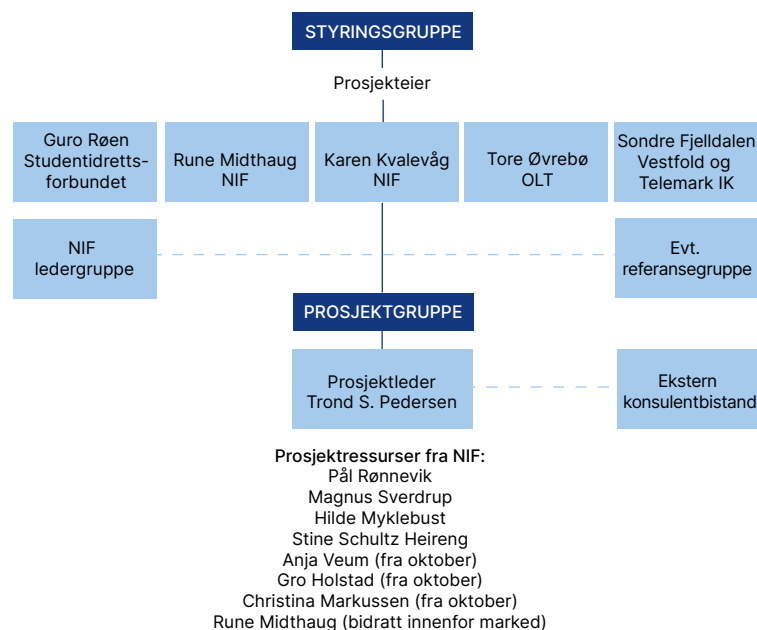 STYRINGSGRUPPE
Prosjekteier
Guro Røen
Studentidretts-
forbundet
Rune Midthaug
NIF
Karen Kvalevåg
NIF
Tore Øvrebø
OLT
Sondre Fjelldalen
Vestfold og
Telemark IK
NIF
ledergruppe
Evt.
referansegruppe
PROSJEKTGRUPPE
Prosjektleder
Trond S. Pedersen
Ekstern
konsulentbistand
Prosjektressurser fra NIF:
Pål Rønnevik
Magnus Sverdrup
Hilde Myklebust
Stine Schultz Heireng
Anja Veum (fra oktober)
Gro Holstad (fra oktober)
Christina Markussen (fra oktober)
Rune Midthaug (bidratt innenfor marked)